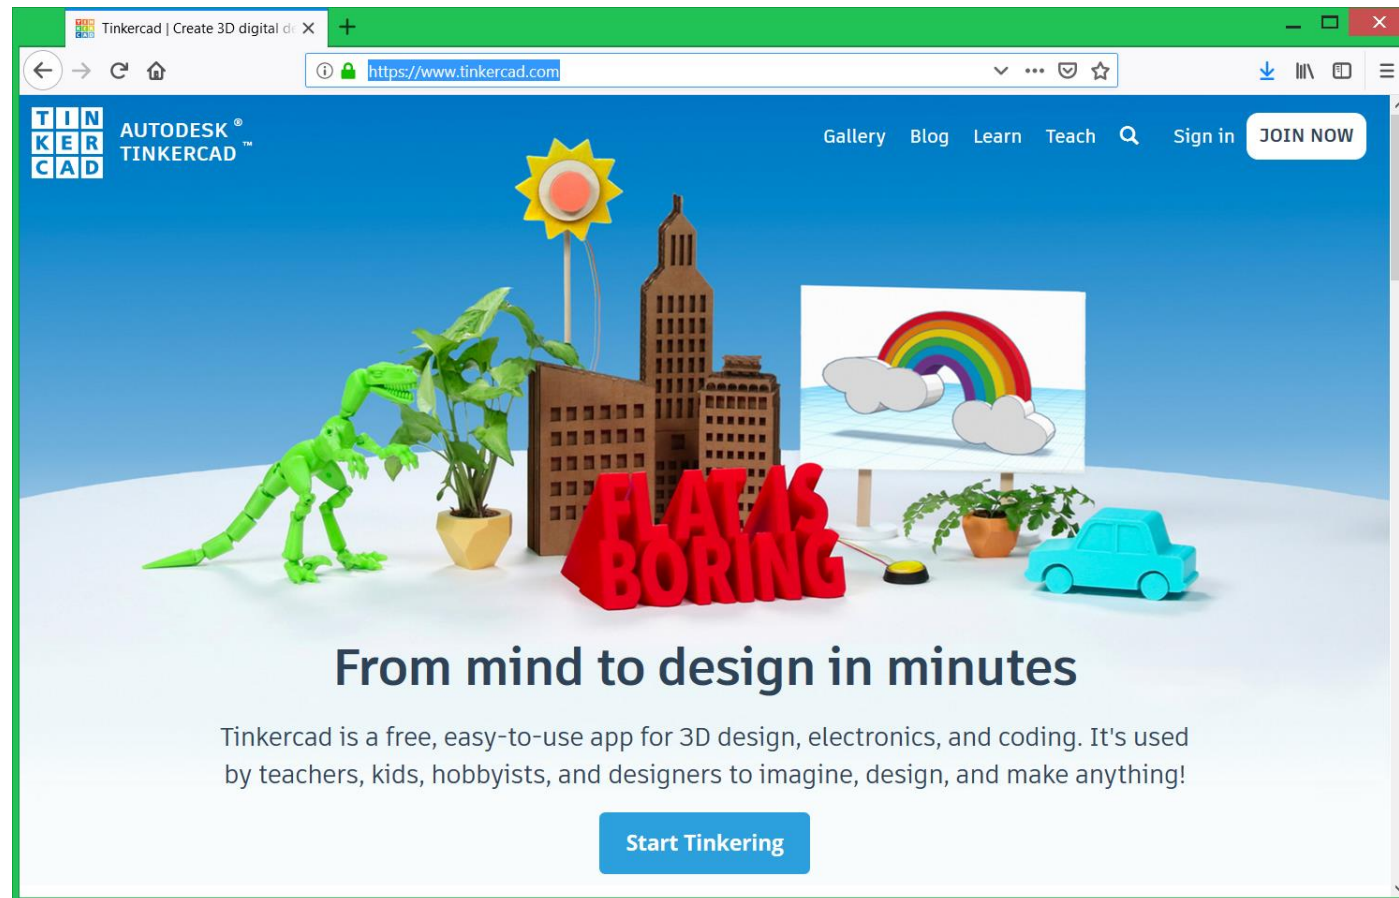 Tinkercad | Create 3D digital de
https://www.tinkercad.com
TIN
KER
CAD
AUTODESK®
TINKERCAD™
Gallery Blog Learn Teach Sign in JOIN NOW
FLAT AS
BORING
From mind to design in minutes
Tinkercad is a free, easy-to-use app for 3D design, electronics, and coding. It's used
by teachers, kids, hobbyists, and designers to imagine, design, and make anything!
Start Tinkering